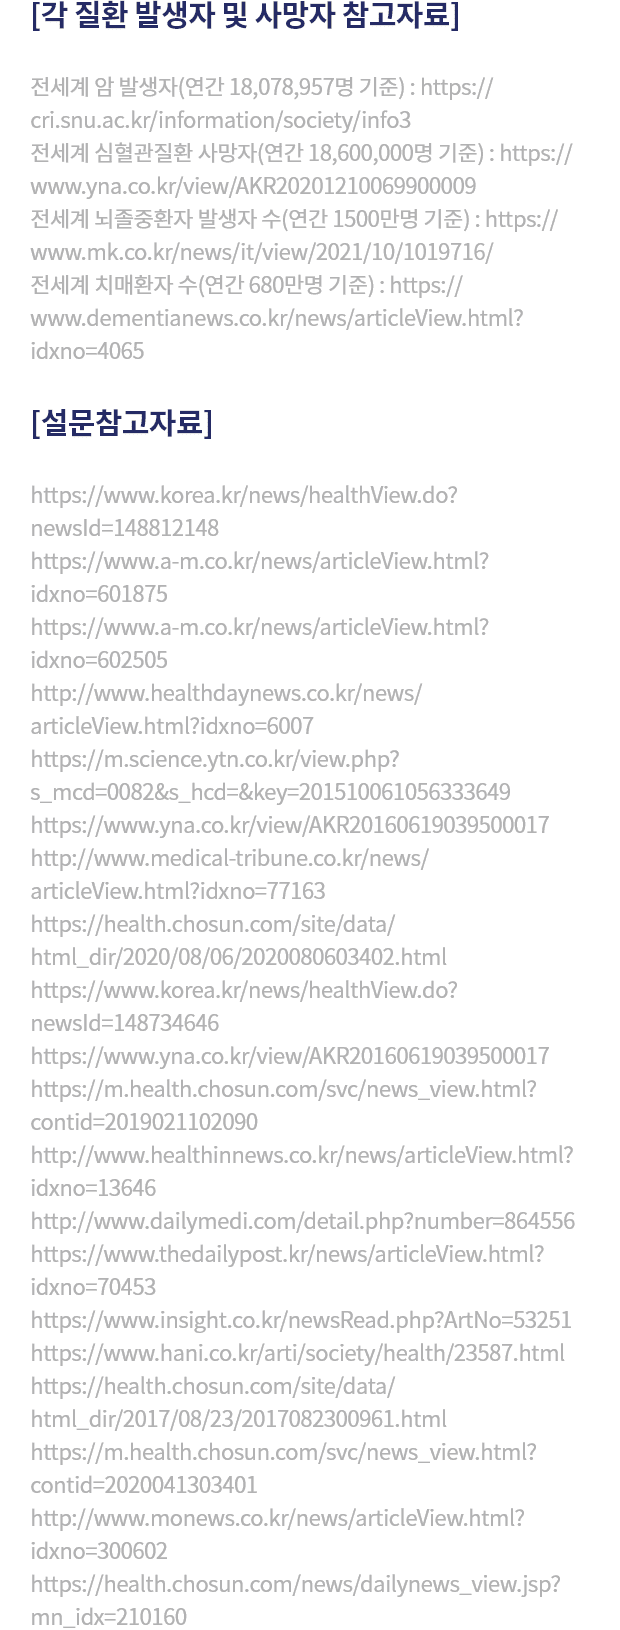 [각 질환 발생자 및 사망자 참고자료]
전세계 암 발생자(연간 18,078,957명 기준) : https://
cri.snu.ac.kr/information/society/info3
전세계 심혈관질환 사망자(연간 18,600,000명 기준) : https://
www.yna.co.kr/view/AKR20201210069900009
전세계 뇌졸중환자 발생자 수(연간 1500만명 기준) : https://
www.mk.co.kr/news/it/view/2021/10/1019716/
전세계 치매환자 수(연간 680만명 기준) : https://
www.dementianews.co.kr/news/articleView.html?
idxno=4065
[설문참고자료]
https://www.korea.kr/news/healthView.do?
newsId=148812148
https://www.a-m.co.kr/news/articleView.html?
idxno=601875
https://www.a-m.co.kr/news/articleView.html?
idxno=602505
http://www.healthdaynews.co.kr/news/
articleView.html?idxno=6007
https://m.science.ytn.co.kr/view.php?
s_mcd=0082&s_hcd=&key=201510061056333649
https://www.yna.co.kr/view/AKR20160619039500017
http://www.medical-tribune.co.kr/news/
articleView.html?idxno=77163
https://health.chosun.com/site/data/
html_dir/2020/08/06/2020080603402.html
https://www.korea.kr/news/healthView.do?
newsId=148734646
https://www.yna.co.kr/view/AKR20160619039500017
https://m.health.chosun.com/svc/news_view.html?
contid=2019021102090
http://www.healthinnews.co.kr/news/articleView.html?
idxno=13646
http://www.dailymedi.com/detail.php?number=864556
https://www.thedailypost.kr/news/articleView.html?
idxno=70453
https://www.insight.co.kr/newsRead.php?ArtNo=53251
https://www.hani.co.kr/arti/society/health/23587.html
https://health.chosun.com/site/data/
html_dir/2017/08/23/2017082300961.html
https://m.health.chosun.com/svc/news_view.html?
contid=2020041303401
http://www.monews.co.kr/news/articleView.html?
idxno=300602
https://health.chosun.com/news/dailynews_view.jsp?
mn_idx=210160